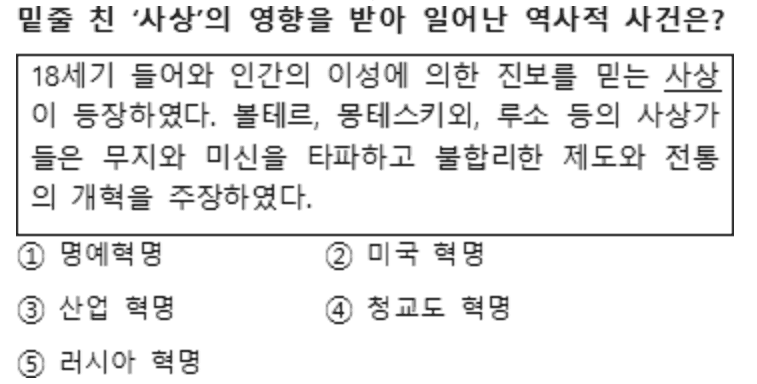 밑줄 친 '사상'의 영향을 받아 일어난 역사적 사건은?
18세기 들어와 인간의 이성에 의한 진보를 믿는 사상
이 등장하였다. 볼테르, 몽테스키외, 루소 등의 사상가
들은 무지와 미신을 타파하고 불합리한 제도와 전통
의 개혁을 주장하였다.
① 명예혁명 ② 미국 혁명
③ 산업 혁명 ④ 청교도 혁명
⑤ 러시아 혁명